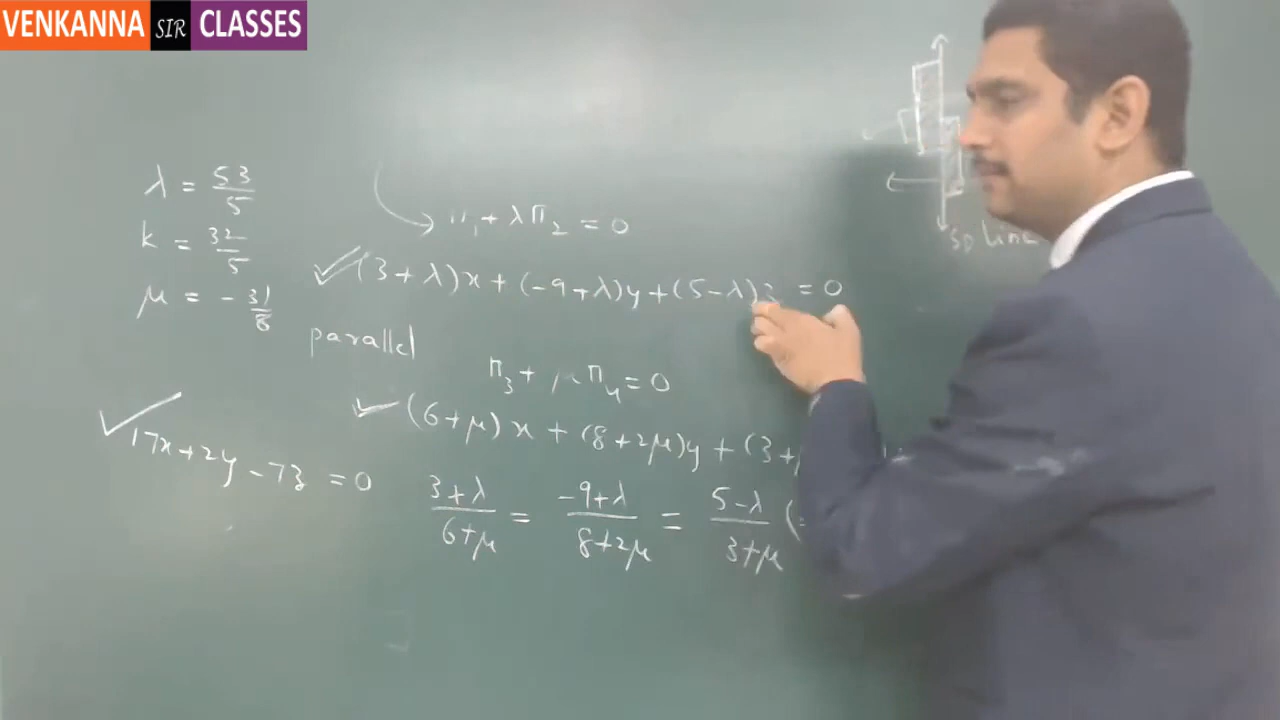 VENKANNA SIR CLASSES
λ = 53/5
k = 32/5
μ = - 31/8
π₁ + λπ₂ = 0
(3+λ)x + (-9+λ)y + (5-λ)z = 0
parallel
π₃ + μπ₄ = 0
(6+μ)x + (8+2μ)y + (3+
17x+2y-7z = 0
(3+λ)/(6+μ) = (-9+λ)/(8+2μ) = (5-λ)/(3+μ) (=
Sp line